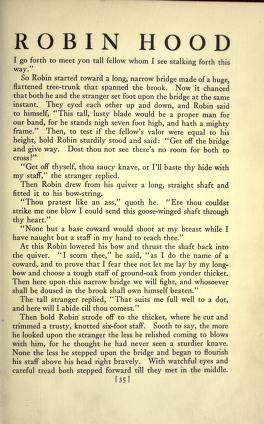 ROBIN HOOD
I go forth to meet yon tall fellow whom I see stalking forth this
way."
So Robin started toward a long, narrow bridge made of a huge,
flattened tree-trunk that spanned the brook. Now it chanced
that both he and the stranger set foot upon the bridge at the same
instant. They eyed each other up and down, and Robin said
to himself, "This tall, lusty blade would be a proper man for
our band, for he stands nigh seven foot high, and hath a mighty
frame." Then, to test if the fellow's valor were equal to his
height, bold Robin sturdily stood and said: "Get off the bridge
and give way. Dost thou not see there's no room for both to
cross?"
"Get off thyself, thou saucy knave, or I'll baste thy hide with
my staff," the stranger replied.
Then Robin drew from his quiver a long, straight shaft and
fitted it to his bow-string.
"Thou pratest like an ass," quoth he. "Ere thou couldst
strike me one blow I could send this goose-winged shaft through
thy heart."
"None but a base coward would shoot at my breast while I
have naught but a staff in my hand to reach thee."
At this Robin lowered his bow and thrust the shaft back into
the quiver. "I scorn thee," he said, "as I do the name of a
coward, and to prove that I fear thee not let me lay by my long-
bow and choose a tough staff of ground-oak from yonder thicket.
Then here upon this narrow bridge we will fight, and whosoever
shall be doused in the brook shall own himself beaten."
The tall stranger replied, "That suits me full well to a dot,
and here will I abide till thou comest."
Then bold Robin strode off to the thicket, where he cut and
trimmed a trusty, knotted six-foot staff. Sooth to say, the more
he looked upon the stranger the less he relished coming to blows
with him, for he thought he had never seen a sturdier knave.
None the less he stepped upon the bridge and began to flourish
his staff above his head right bravely. With watchful eyes and
careful tread both stepped forward till they met in the middle.
[35]